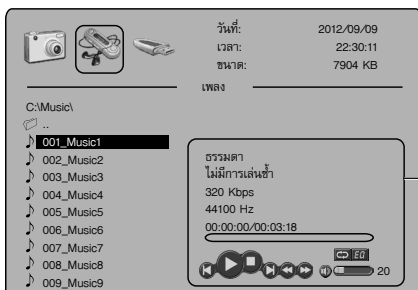 วันที่: 2012/09/09
เวลา: 22:30:11
ขนาด: 7904 KB
เพลง
C:\Music\
..
001_Music1
002_Music2
003_Music3
004_Music4
005_Music5
006_Music6
007_Music7
008_Music8
009_Music9
ธรรมดา
ไม่มีการเล่นซ้ำ
320 Kbps
44100 Hz
00:00:00/00:03:18
EQ
20